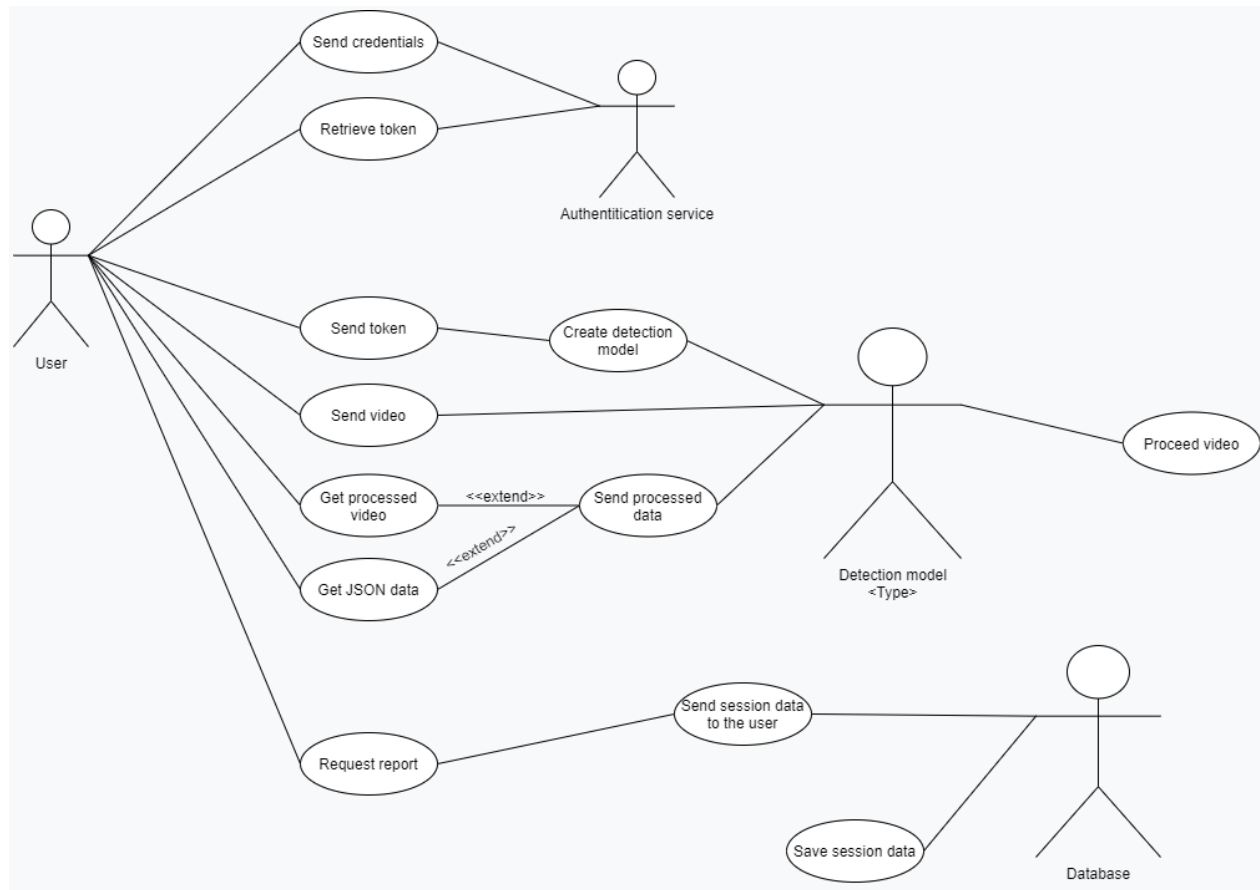 Send credentials
Retrieve token
Authentitication service
User
Send token
Create detection
model
Send video
Proceed video
Get processed
video
<<extend>>
Send processed
data
<<extend>>
Get JSON data
Detection model
<Type>
Send session data
to the user
Request report
Save session data
Database